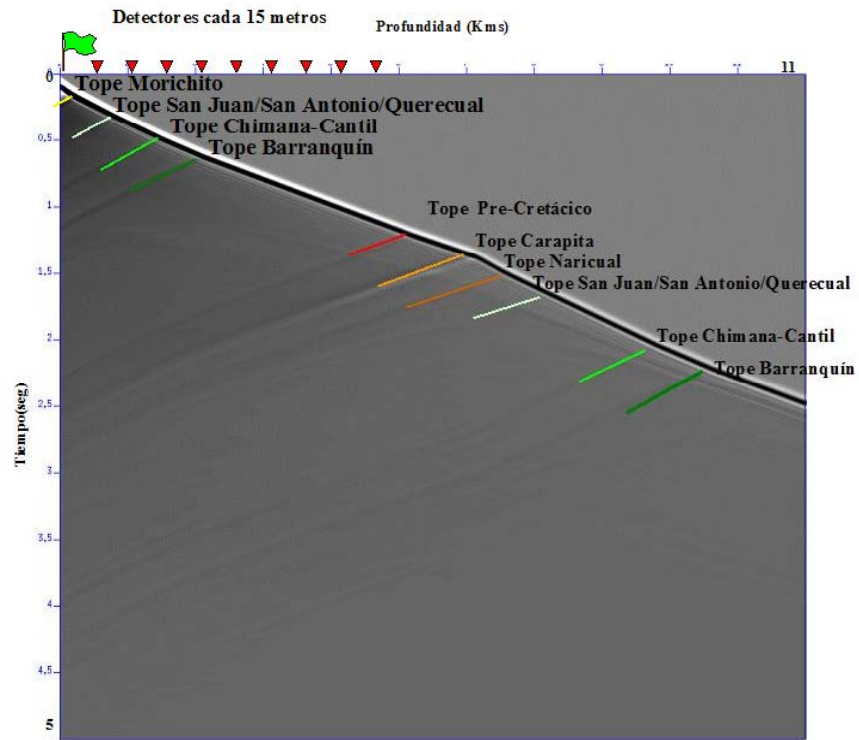 Detectores cada 15 metros
Profundidad (Kms)
0
11
Tope Morichito
Tope San Juan/San Antonio/Querecual
Tope Chimana-Cantil
Tope Barranquín
0,5
1
Tope Pre-Cretácico
Tope Carapita
Tope Naricual
Tope San Juan/San Antonio/Querecual
1,5
Tope Chimana-Cantil
Tope Barranquín
2
2,5
Tiempo(seg)
3
3,5
4
4,5
5